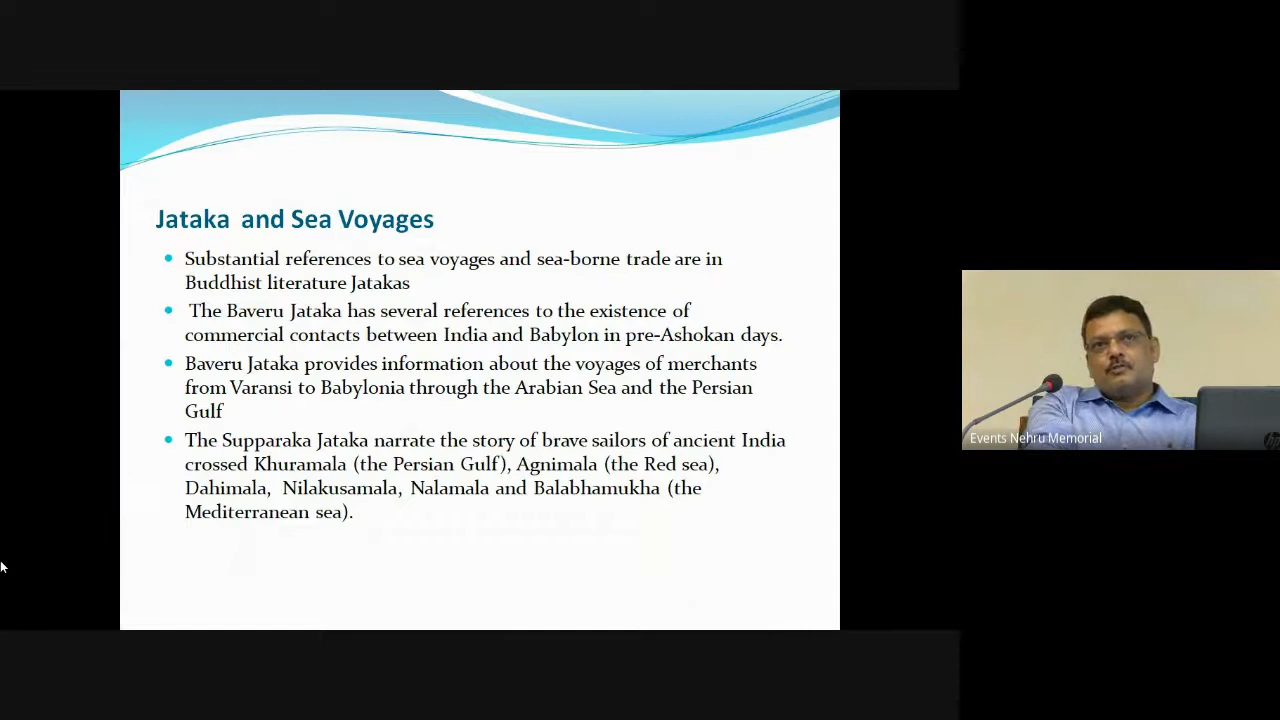 Jataka and Sea Voyages
• Substantial references to sea voyages and sea-borne trade are in
Buddhist literature Jatakas
• The Baveru Jataka has several references to the existence of
commercial contacts between India and Babylon in pre-Ashokan days.
• Baveru Jataka provides information about the voyages of merchants
from Varansi to Babylonia through the Arabian Sea and the Persian
Gulf
• The Supparaka Jataka narrate the story of brave sailors of ancient India
crossed Khuramala (the Persian Gulf), Agnimala (the Red sea),
Dahimala, Nilakusamala, Nalamala and Balabhamukha (the
Mediterranean sea).
Events Nehru Memorial
hp